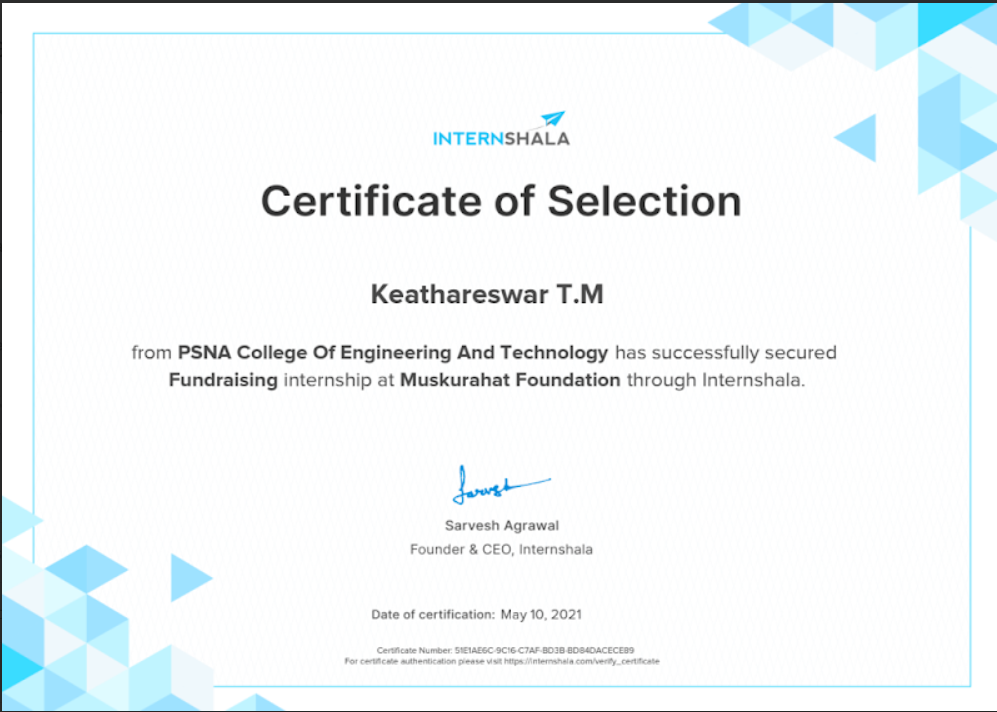 INTERNSHALA
Certificate of Selection
Keathareswar T.M
from PSNA College Of Engineering And Technology has successfully secured
Fundraising internship at Muskurahat Foundation through Internshala.
Sarvesh
Sarvesh Agrawal
Founder & CEO, Internshala
Date of certification: May 10, 2021
Certificate Number: 51E1AE6C-9C16-C7AF-BD3B-BD84DACECE89
For certificate authentication please visit https://internshala.com/verify_certificate